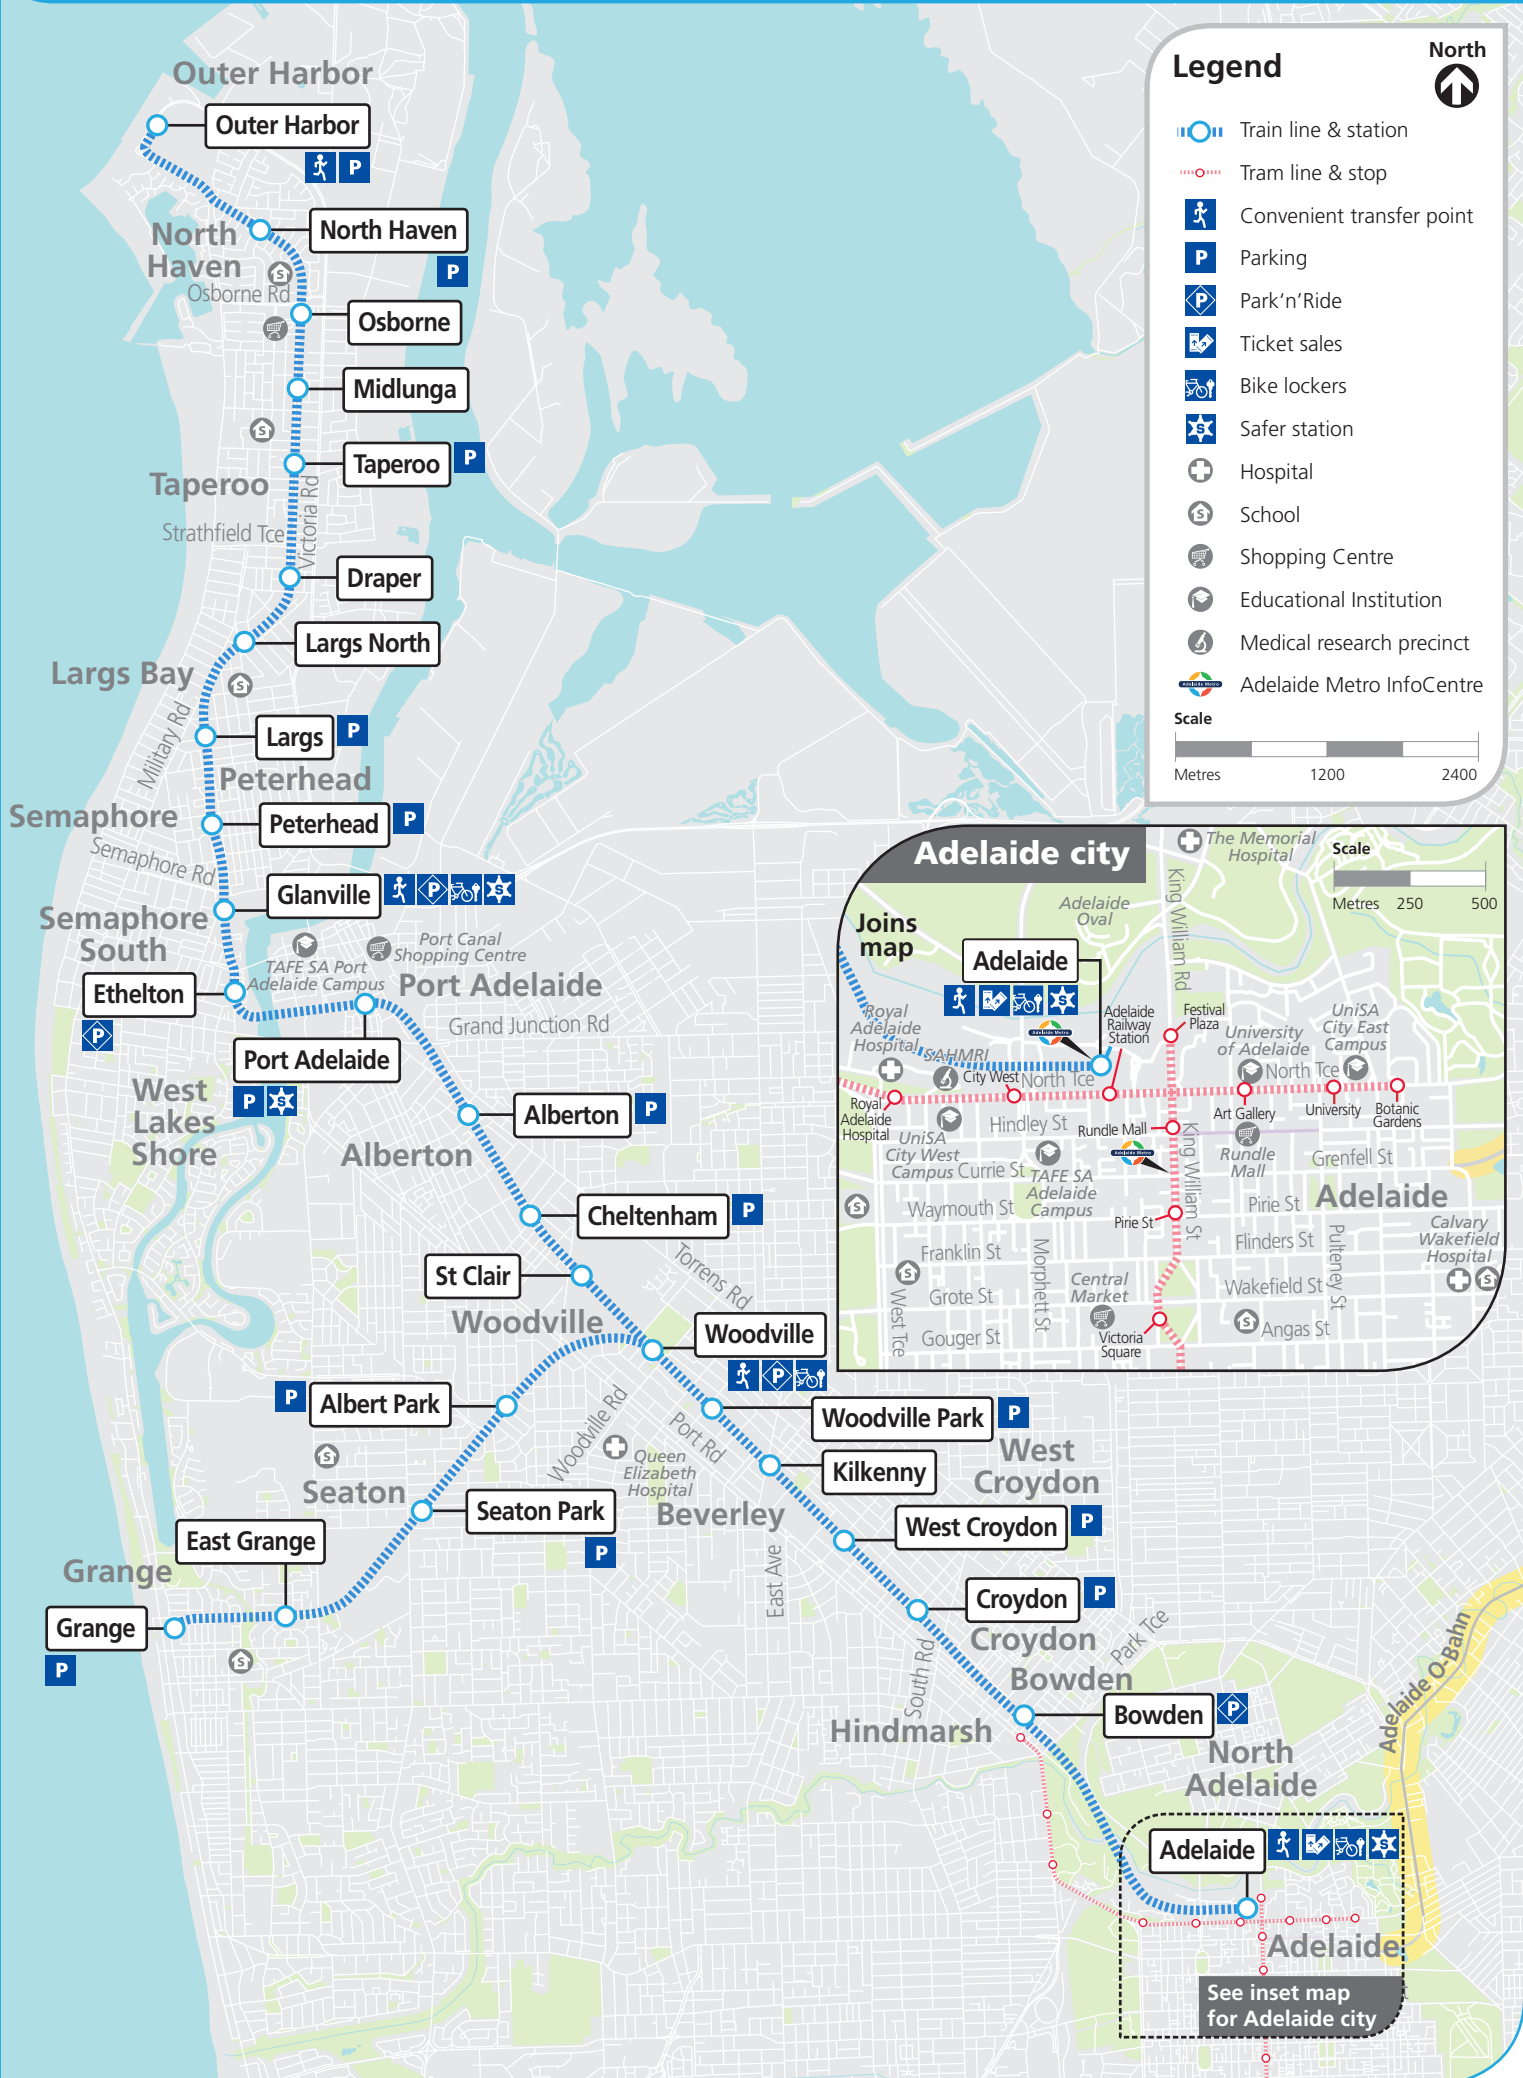 Outer Harbor
Outer Harbor
P
North Haven
North
Haven
P
S
Osborne Rd
Osborne
Midlunga
S
Taperoo
P
Taperoo
Victoria Rd
Strathfield Tce
Draper
Largs North
Largs Bay
S
Military Rd
Largs
P
Peterhead
Semaphore
Peterhead
P
Semaphore Rd
Glanville
P
S
Semaphore
South
Port Canal
Shopping Centre
TAFE SA Port
Adelaide Campus
Ethelton
P
Port Adelaide
Grand Junction Rd
Port Adelaide
P
S
West
Lakes
Shore
Alberton
P
Alberton
Cheltenham
P
St Clair
Torrens Rd
Woodville
Woodville
P
Albert Park
P
Woodville Rd
Port Rd
Woodville Park
P
S
Queen
Elizabeth
Hospital
Kilkenny
West
Croydon
Seaton
Seaton Park
P
Beverley
West Croydon
P
East Grange
Grange
East Ave
Grange
P
S
Croydon
P
Croydon
Park Tce
South Rd
Bowden
Bowden
P
Hindmarsh
North
Adelaide
Adelaide O-Bahn
Adelaide
S
Adelaide
See inset map
for Adelaide city
Legend
North
Train line & station
Tram line & stop
Convenient transfer point
P
Parking
P
Park'n'Ride
Ticket sales
Bike lockers
S
Safer station
Hospital
S
School
Shopping Centre
Educational Institution
Medical research precinct
Adelaide Metro
Adelaide Metro InfoCentre
Scale
Metres
1200
2400
Adelaide city
The Memorial
Hospital
Scale
Metres
250
500
King William Rd
Adelaide
Oval
Joins
map
Adelaide
S
Adelaide Metro
Royal
Adelaide
Hospital
SAHMRI
Adelaide
Railway
Station
Festival
Plaza
University
of Adelaide
UniSA
City East
Campus
City West
North Tce
North Tce
Royal
Adelaide
Hospital
Hindley St
Rundle Mall
Art Gallery
University
Botanic
Gardens
UniSA
City West
Campus
Currie St
Adelaide Metro
King William St
Rundle
Mall
Grenfell St
TAFE SA
Adelaide
Campus
S
Waymouth St
Pirie St
Pirie St
Adelaide
Franklin St
S
Morphett St
Flinders St
Pulteney St
Calvary
Wakefield
Hospital
S
West Tce
Grote St
Central
Market
Wakefield St
Gouger St
Victoria
Square
S
Angas St